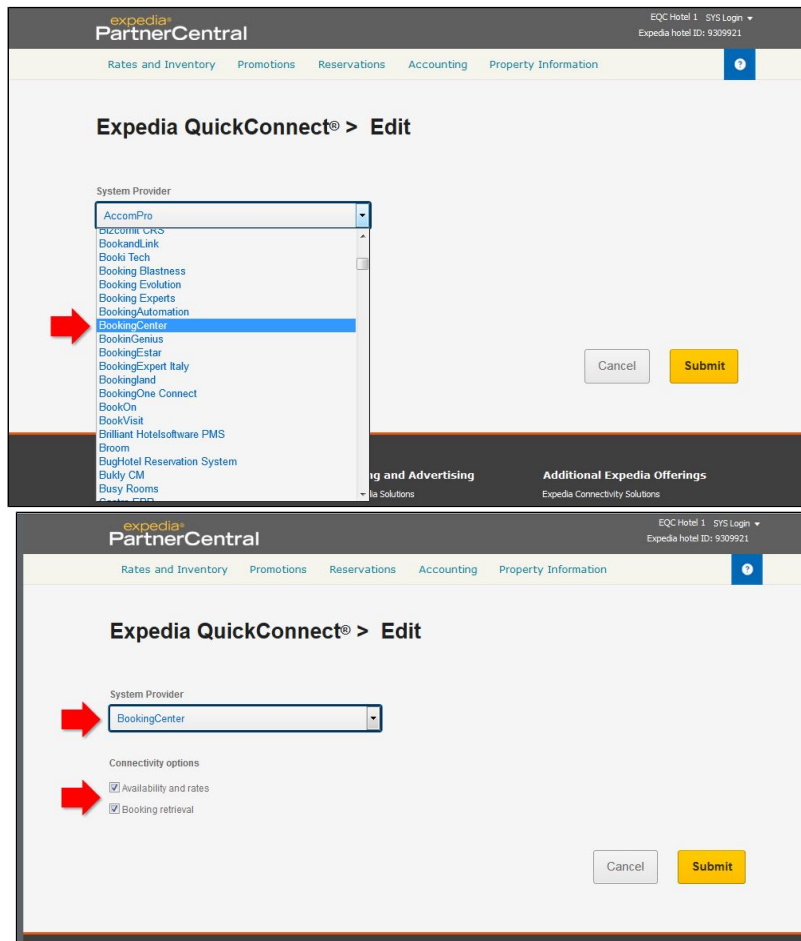 expedia®
PartnerCentral
EQC Hotel 1 SYS Login
Expedia hotel ID: 9309921
Rates and Inventory Promotions Reservations Accounting Property Information ?
Expedia QuickConnect® > Edit
System Provider
AccomPro
Bizcomit CRS
BookandLink
Booki Tech
Booking Blastness
Booking Evolution
Booking Experts
BookingAutomation
BookingCenter
BookinGenius
BookingEstar
BookingExpert Italy
Bookingland
BookingOne Connect
BookOn
BookVisit
Brilliant Hotelsoftware PMS
Broom
BugHotel Reservation System
Bukly CM
Busy Rooms
Cancel Submit
ng and Advertising Additional Expedia Offerings
dia Solutions Expedia Connectivity Solutions
expedia®
PartnerCentral
EQC Hotel 1 SYS Login
Expedia hotel ID: 9309921
Rates and Inventory Promotions Reservations Accounting Property Information ?
Expedia QuickConnect® > Edit
System Provider
BookingCenter
Connectivity options
Availability and rates
Booking retrieval
Cancel Submit